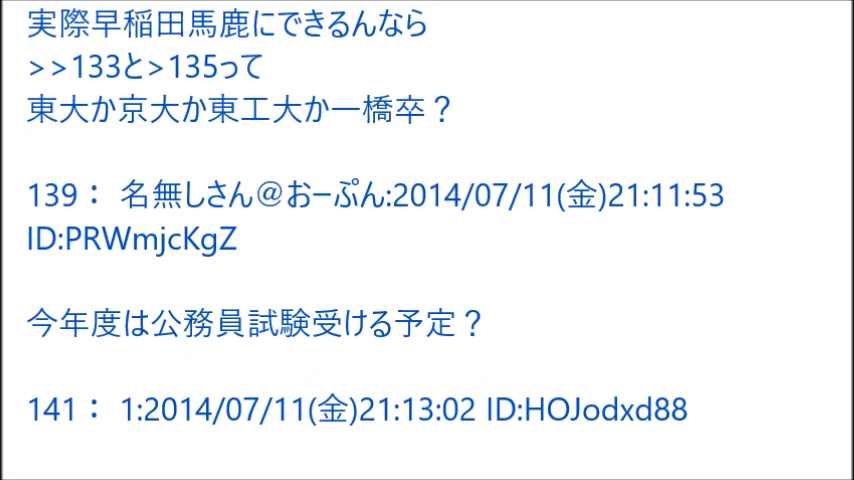 実際早稲田馬鹿にできるんなら
>>133と>135って
東大か京大か東工大か一橋卒？
139： 名無しさん＠おーぷん:2014/07/11(金)21:11:53
ID:PRWmjcKgZ
今年度は公務員試験受ける予定？
141： 1:2014/07/11(金)21:13:02 ID:HOJodxd88